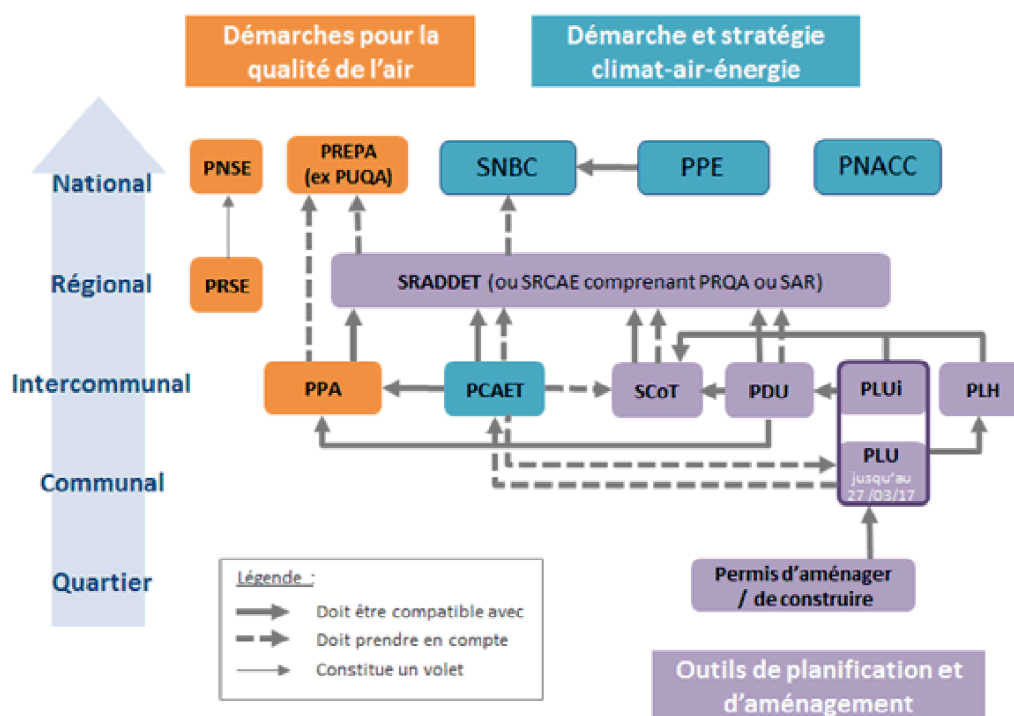 Démarches pour la
qualité de l'air
Démarche et stratégie
climat-air-énergie
National
PNSE
PREPA
(ex PUQA)
SNBC
PPE
PNACC
Régional
PRSE
SRADDET (ou SRCAE comprenant PRQA ou SAR)
Intercommunal
PPA
PCAET
SCoT
PDU
PLUi
PLH
Communal
PLU
jusqu'au
27 /03/17
Quartier
Permis d'aménager
/ de construire
Légende :
Doit être compatible avec
Doit prendre en compte
Constitue un volet
Outils de planification et
d'aménagement